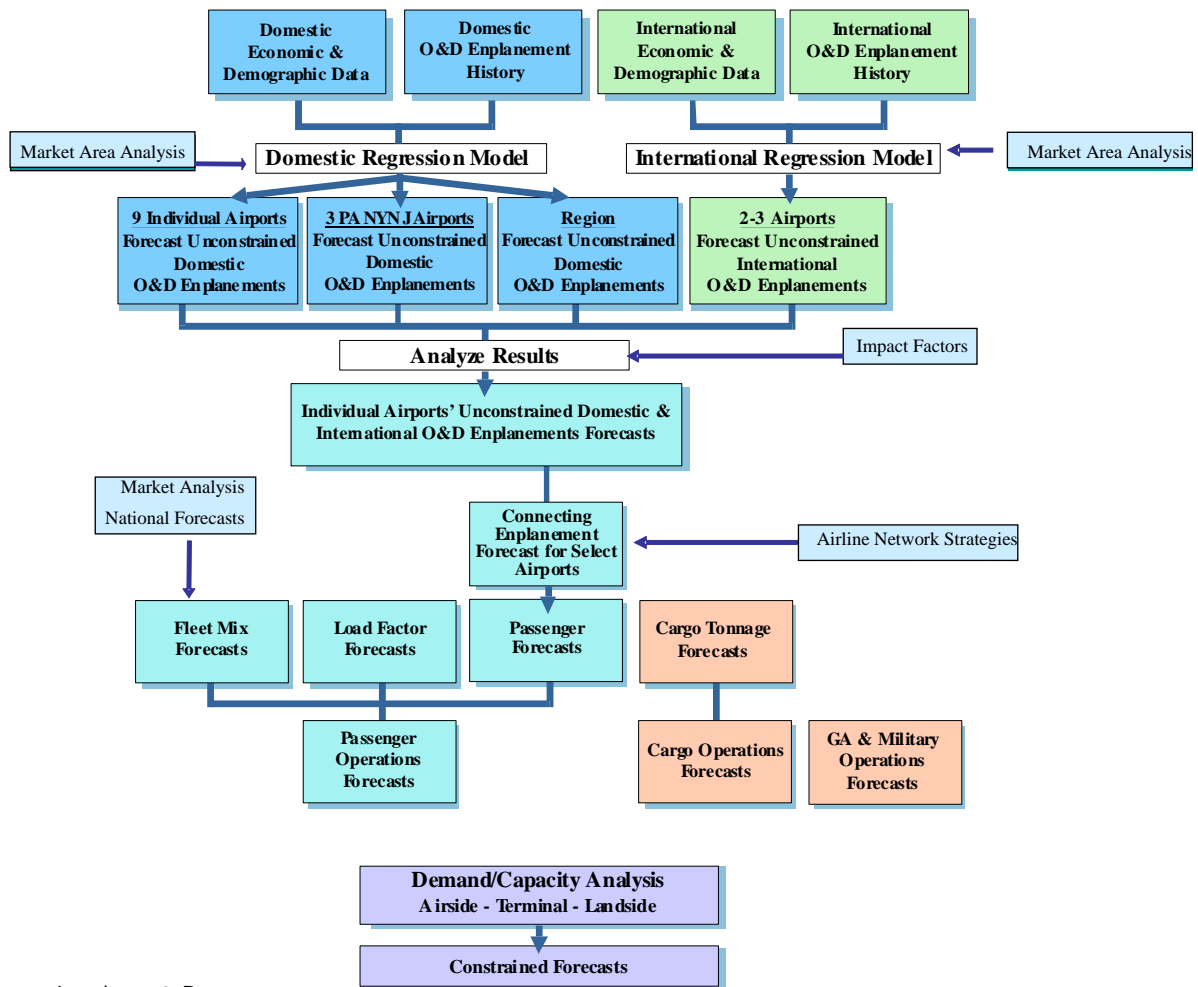 Domestic
Economic &
Demographic Data
Domestic
O&D Enplanement
History
International
Economic &
Demographic Data
International
O&D Enplanement
History
Market Area Analysis
Domestic Regression Model
International Regression Model
Market Area Analysis
9 Individual Airports
Forecast Unconstrained
Domestic
O&D Enplanements
3 PANYNJ Airports
Forecast Unconstrained
Domestic
O&D Enplanements
Region
Forecast Unconstrained
Domestic
O&D Enplanements
2-3 Airports
Forecast Unconstrained
International
O&D Enplanements
Impact Factors
Analyze Results
Individual Airports' Unconstrained Domestic &
International O&D Enplanements Forecasts
Market Analysis
National Forecasts
Connecting
Enplanement
Forecast for Select
Airports
Airline Network Strategies
Fleet Mix
Forecasts
Load Factor
Forecasts
Passenger
Forecasts
Cargo Tonnage
Forecasts
Passenger
Operations
Forecasts
Cargo Operations
Forecasts
GA & Military
Operations
Forecasts
Demand/Capacity Analysis
Airside - Terminal - Landside
Constrained Forecasts